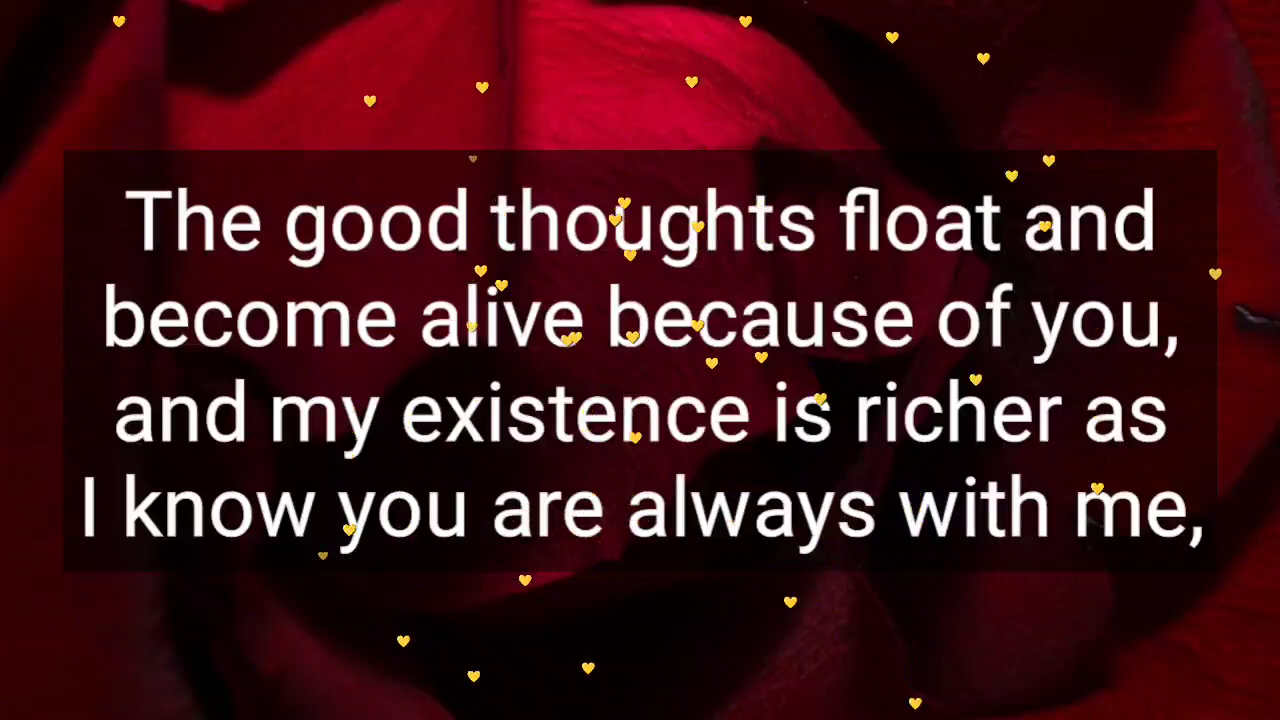 The good thoughts float and
become alive because of you,
and my existence is richer as
I know you are always with me,